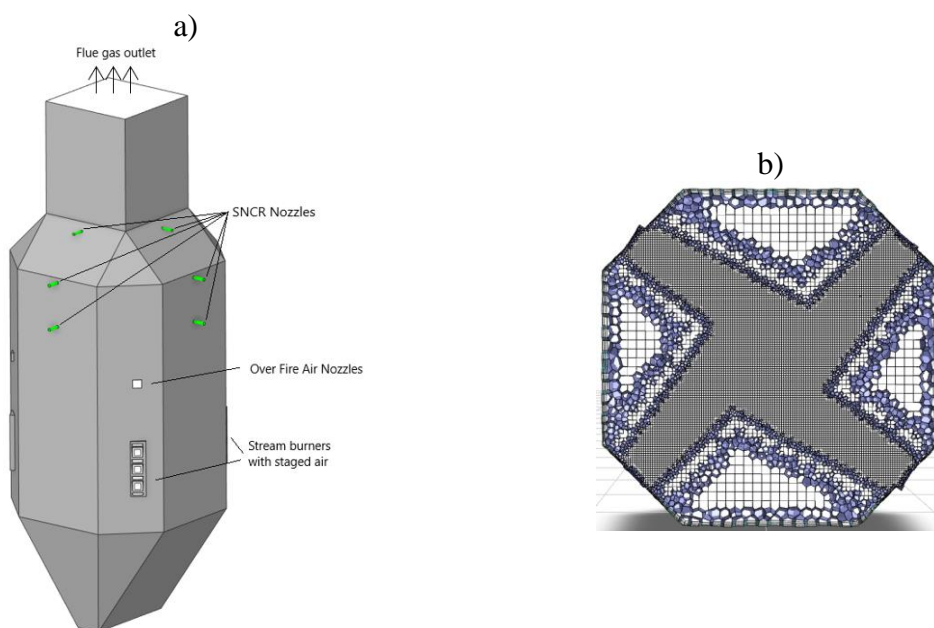 a)
Flue gas outlet
SNCR Nozzles
Over Fire Air Nozzles
Stream burners
with staged air
b)